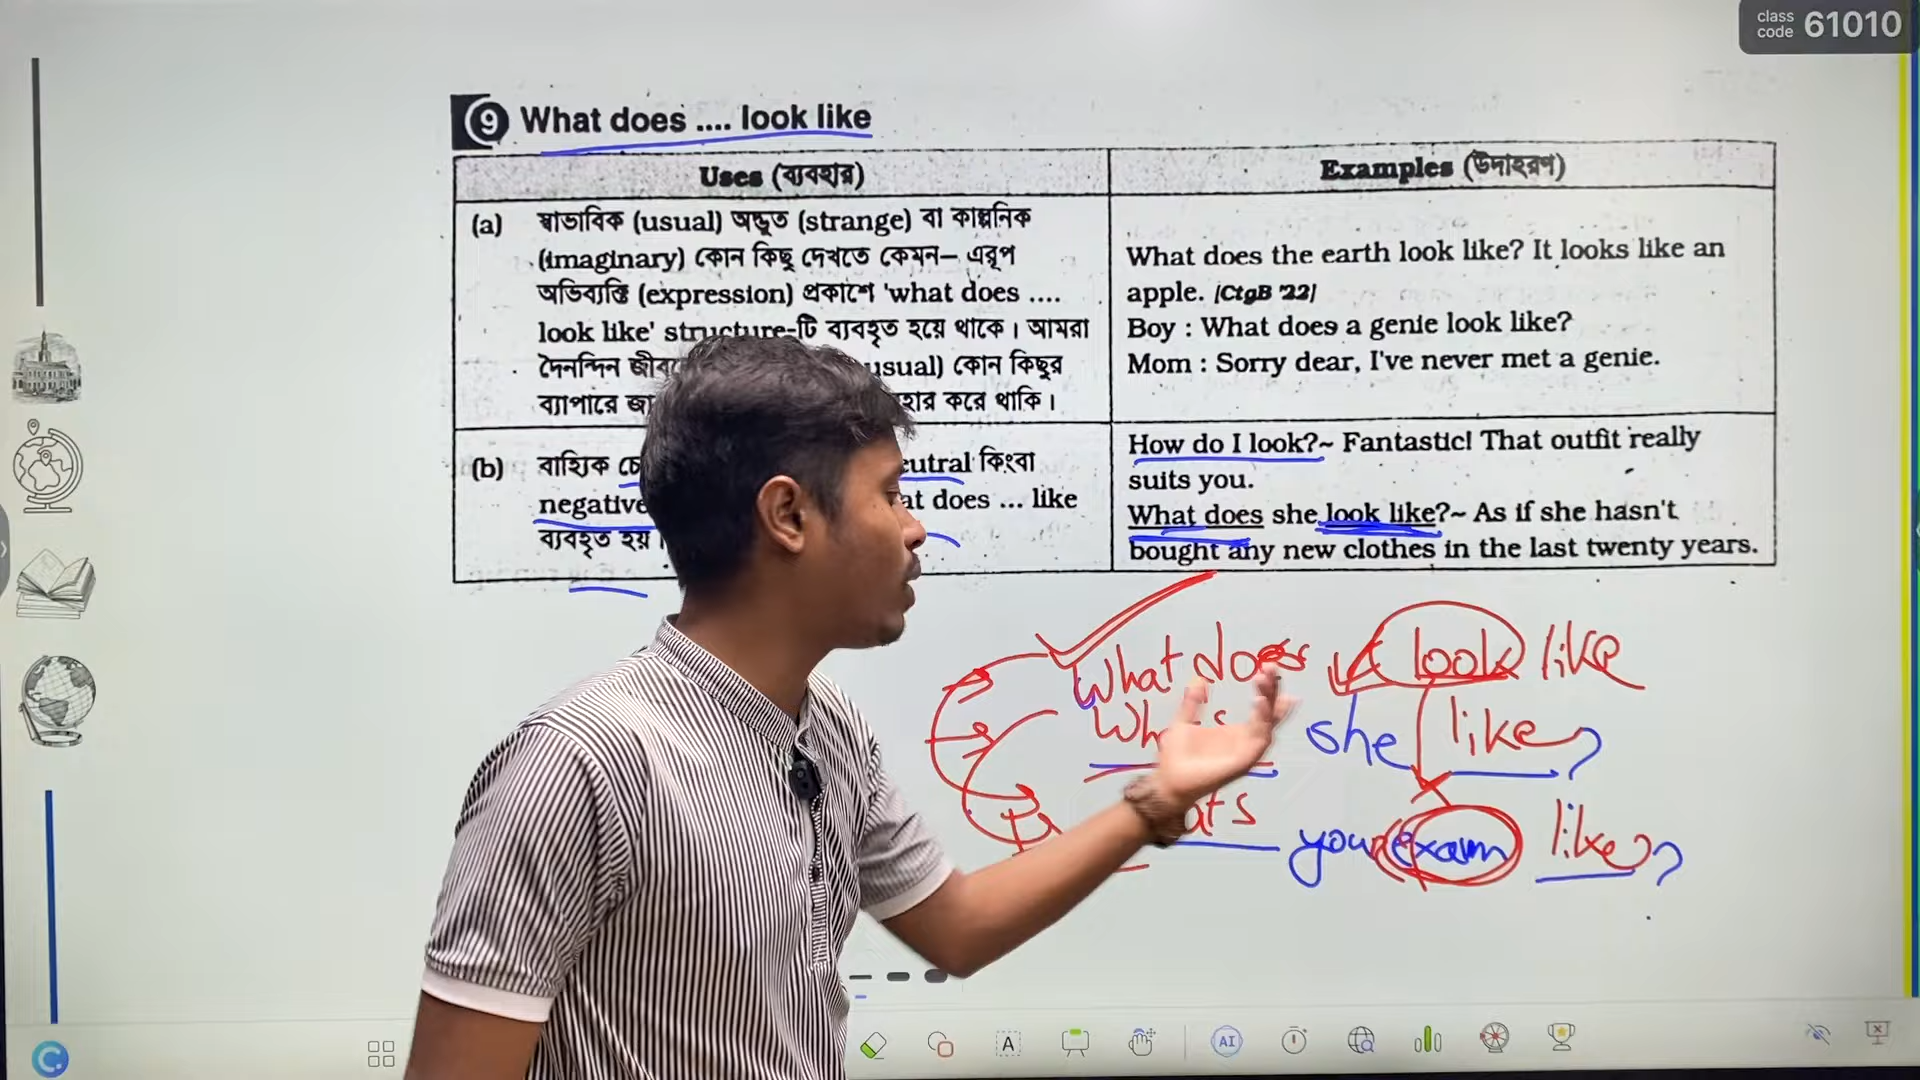 class code 61010
9 What does .... look like
Uses (ব্যবহার)
Examples (উদাহরণ)
(a) স্বাভাবিক (usual) অদ্ভূত (strange) বা কাল্পনিক
(imaginary) কোন কিছু দেখতে কেমন– এরূপ
অভিব্যক্তি (expression) প্রকাশে 'what does ....
look like' structure-টি ব্যবহৃত হয়ে থাকে। আমরা
দৈনন্দিন কোন কিছুর
ব্যাপারে করে থাকি।
What does the earth look like? It looks like an
apple. |CtgB '22|
Boy : What does a genie look like?
Mom : Sorry dear, I've never met a genie.
(b) বাহ্যিক কিংবা
negative does ... like
ব্যবহৃত হয়।
How do I look?~ Fantastic! That outfit really
suits you.
What does she look like?~ As if she hasn't
bought any new clothes in the last twenty years.
What does look like
she like?
your exam like?
A
AI